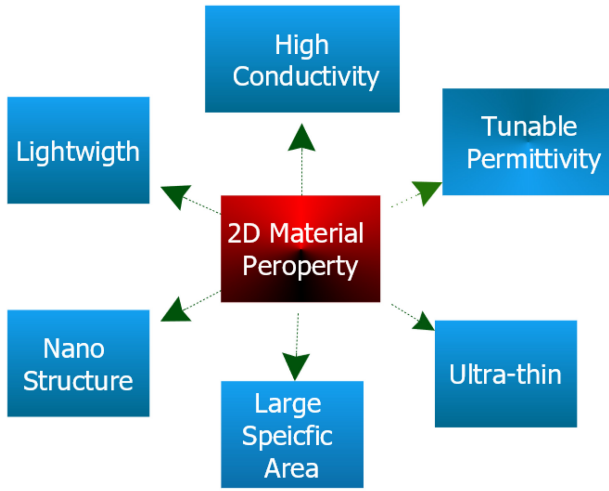 High
Conductivity
Tunable
Permittivity
Lightwigth
2D Material
Peroperty
Nano
Structure
Ultra-thin
Large
Speicfic
Area